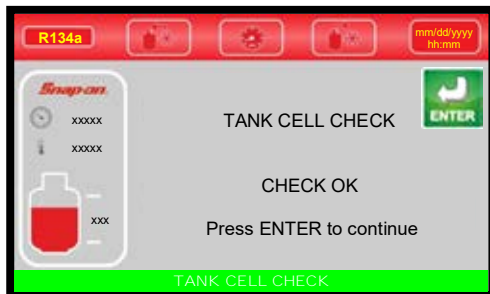 R134a
mm/dd/yyyy
hh:mm
Snap-on
xxxxx
xxxxx
xxx
ENTER
TANK CELL CHECK
CHECK OK
Press ENTER to continue
TANK CELL CHECK